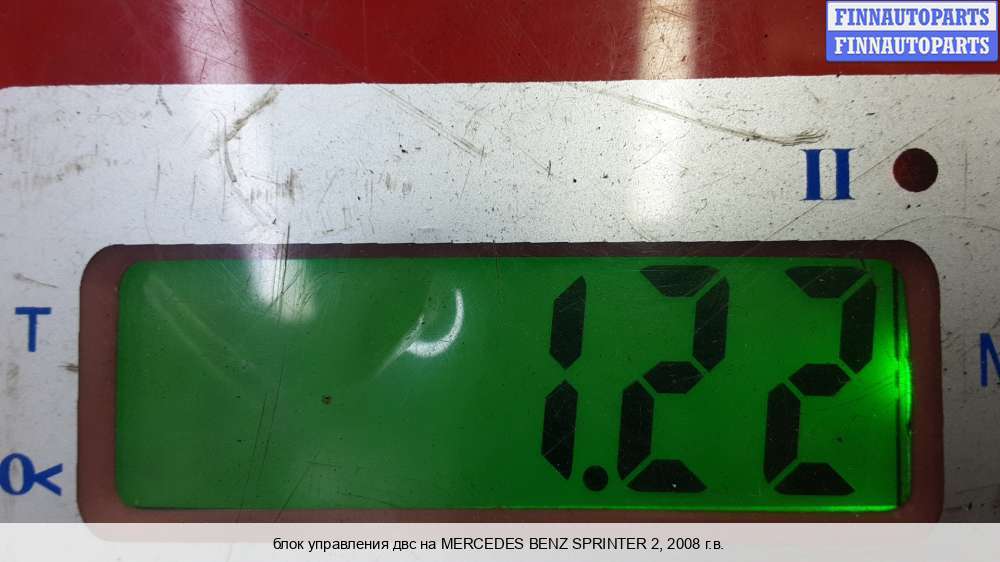 FINNAUTOPARTS
FINNAUTOPARTS
II
T
1.22
блок управления двс на MERCEDES BENZ SPRINTER 2, 2008 г.в.